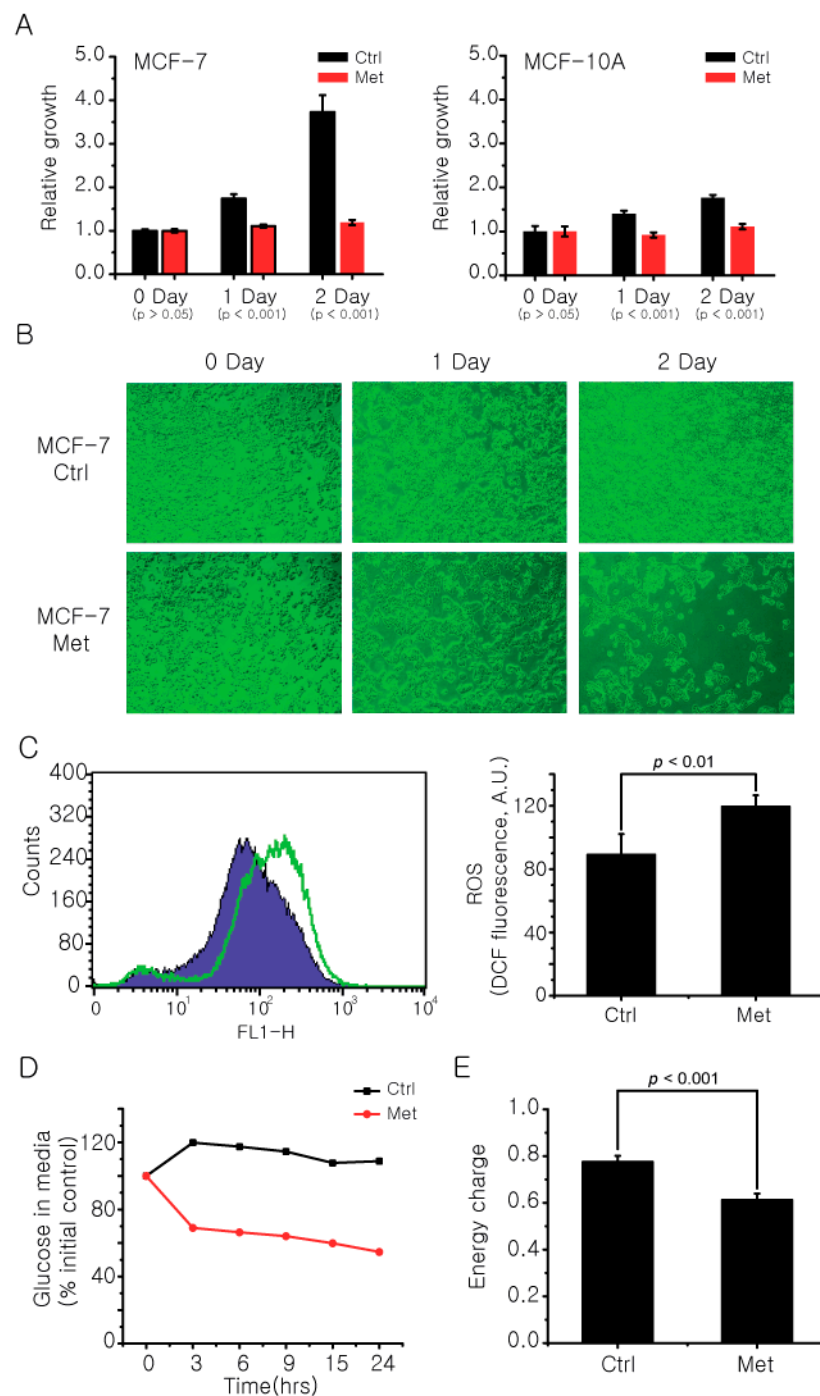 A
MCF-7
Ctrl
Met
5.0
4.0
3.0
2.0
1.0
0.0
Relative growth
0 Day
(p > 0.05)
1 Day
(p < 0.001)
2 Day
(p < 0.001)
MCF-10A
Ctrl
Met
5.0
4.0
3.0
2.0
1.0
0.0
Relative growth
0 Day
(p > 0.05)
1 Day
(p < 0.001)
2 Day
(p < 0.001)
B
0 Day 1 Day 2 Day
MCF-7
Ctrl
MCF-7
Met
C
400
320
240
160
80
0
Counts
0 10¹ 10² 10³ 10⁴
FL1-H
p < 0.01
120
80
40
0
ROS
(DCF fluorescence, A.U.)
Ctrl Met
D
Ctrl
Met
120
80
40
0
Glucose in media
(% initial control)
0 3 6 9 15 24
Time(hrs)
E
p < 0.001
1.0
0.8
0.6
0.4
0.2
0.0
Energy charge
Ctrl Met